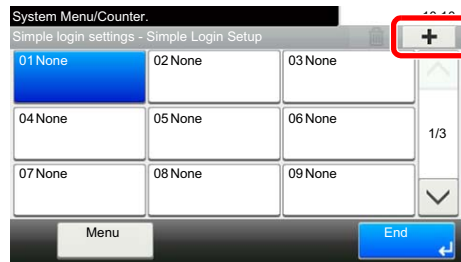 System Menu/Counter.
Simple login settings - Simple Login Setup
+
01 None 02 None 03 None
04 None 05 None 06 None
1/3
07 None 08 None 09 None
Menu End